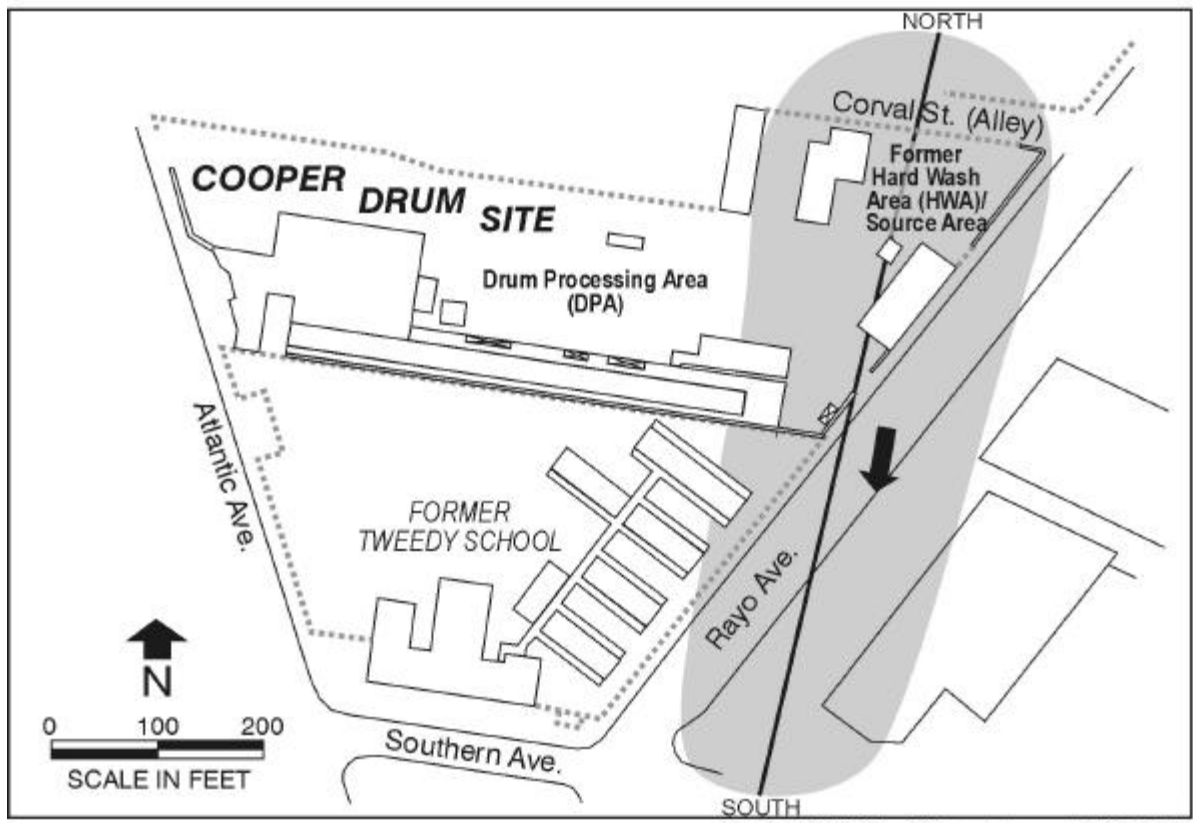 NORTH
Corval St. (Alley)
Former
Hard Wash
Area (HWA)/
Source Area
COOPER DRUM SITE
Drum Processing Area
(DPA)
Atlantic Ave.
FORMER
TWEEDY SCHOOL
Rayo Ave.
N
0 100 200
SCALE IN FEET
Southern Ave.
SOUTH